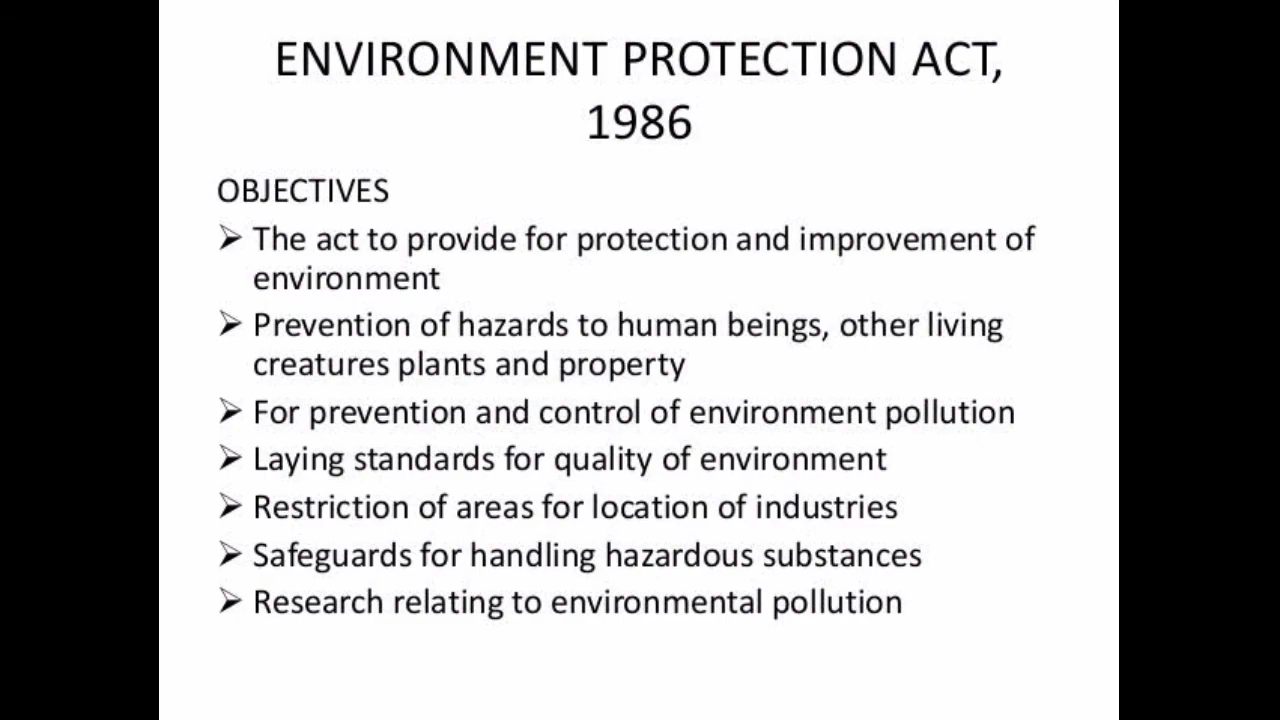 ENVIRONMENT PROTECTION ACT,
1986
OBJECTIVES
➢ The act to provide for protection and improvement of
environment
➢ Prevention of hazards to human beings, other living
creatures plants and property
➢ For prevention and control of environment pollution
➢ Laying standards for quality of environment
➢ Restriction of areas for location of industries
➢ Safeguards for handling hazardous substances
➢ Research relating to environmental pollution